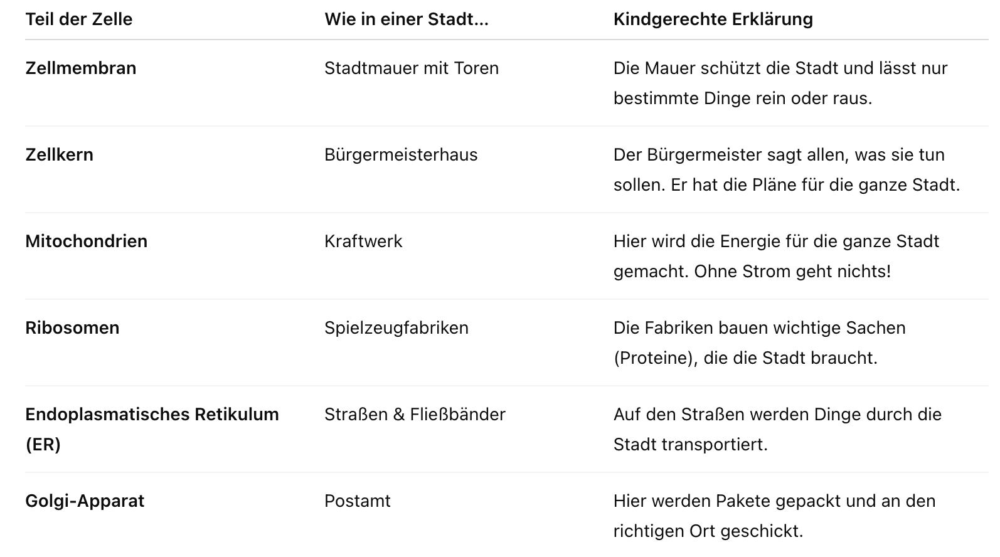 Teil der Zelle Wie in einer Stadt... Kindgerechte Erklärung
Zellmembran Stadtmauer mit Toren Die Mauer schützt die Stadt und lässt nur
bestimmte Dinge rein oder raus.
Zellkern Bürgermeisterhaus Der Bürgermeister sagt allen, was sie tun
sollen. Er hat die Pläne für die ganze Stadt.
Mitochondrien Kraftwerk Hier wird die Energie für die ganze Stadt
gemacht. Ohne Strom geht nichts!
Ribosomen Spielzeugfabriken Die Fabriken bauen wichtige Sachen
(Proteine), die die Stadt braucht.
Endoplasmatisches Retikulum Straßen & Fließbänder Auf den Straßen werden Dinge durch die
(ER) Stadt transportiert.
Golgi-Apparat Postamt Hier werden Pakete gepackt und an den
richtigen Ort geschickt.